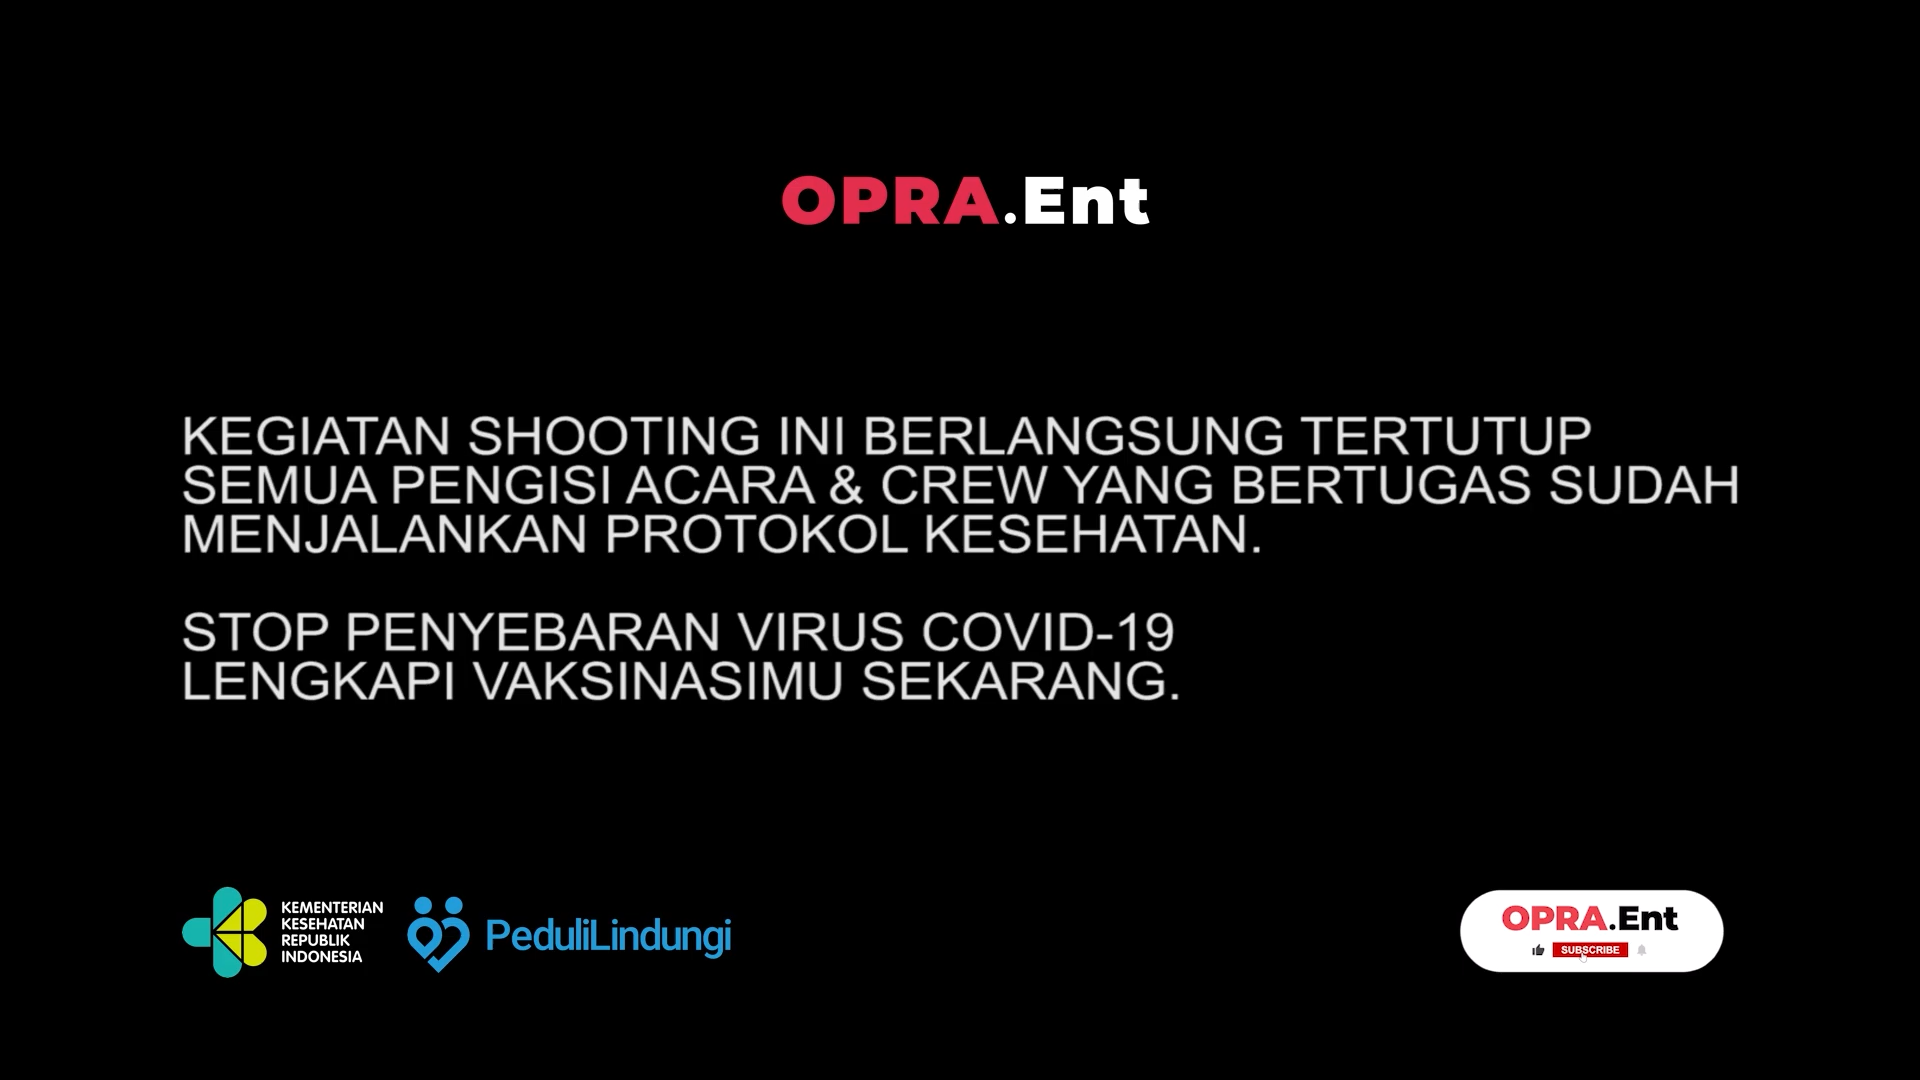 OPRA.Ent
KEGIATAN SHOOTING INI BERLANGSUNG TERTUTUP
SEMUA PENGISI ACARA & CREW YANG BERTUGAS SUDAH
MENJALANKAN PROTOKOL KESEHATAN.
STOP PENYEBARAN VIRUS COVID-19
LENGKAPI VAKSINASIMU SEKARANG.
KEMENTERIAN
KESEHATAN
REPUBLIK
INDONESIA
PeduliLindungi
OPRA.Ent
SUBSCRIBE